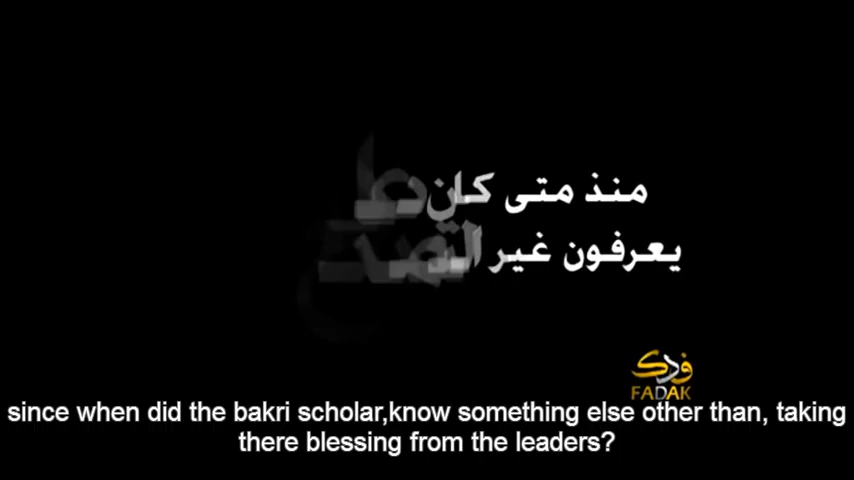 منذ متى كان
يعرفون غير
فدك
FADAK
since when did the bakri scholar,know something else other than, taking
there blessing from the leaders?